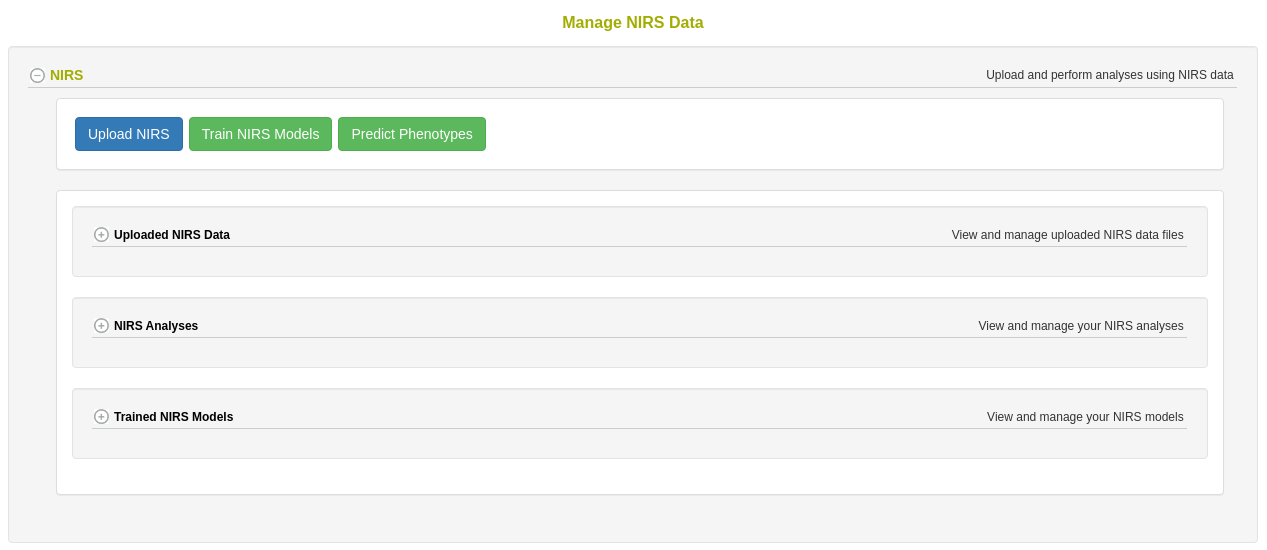 Manage NIRS Data
NIRS Upload and perform analyses using NIRS data
Upload NIRS Train NIRS Models Predict Phenotypes
Uploaded NIRS Data View and manage uploaded NIRS data files
NIRS Analyses View and manage your NIRS analyses
Trained NIRS Models View and manage your NIRS models